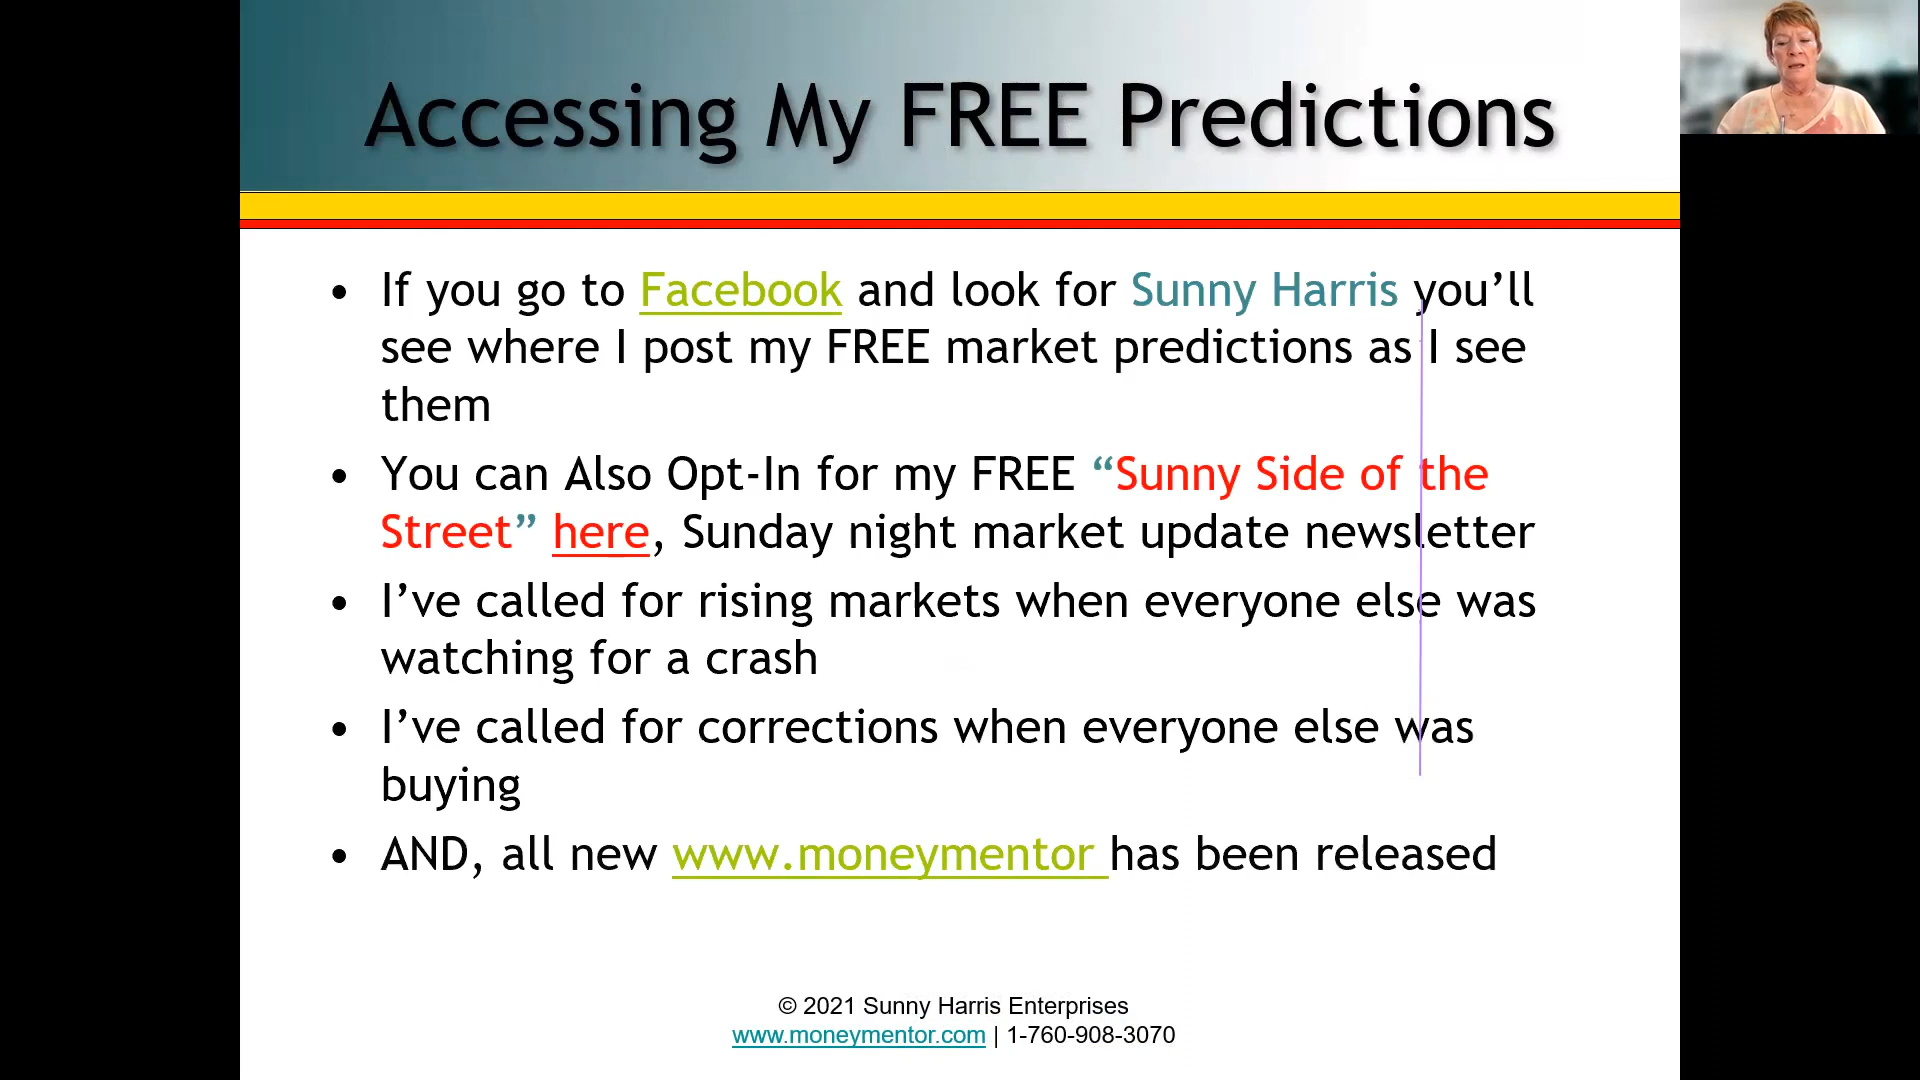 Accessing My FREE Predictions
• If you go to Facebook and look for Sunny Harris you’ll
see where I post my FREE market predictions as I see
them
• You can Also Opt-In for my FREE “Sunny Side of the
Street” here, Sunday night market update newsletter
• I’ve called for rising markets when everyone else was
watching for a crash
• I’ve called for corrections when everyone else was
buying
• AND, all new www.moneymentor has been released
© 2021 Sunny Harris Enterprises
www.moneymentor.com | 1-760-908-3070